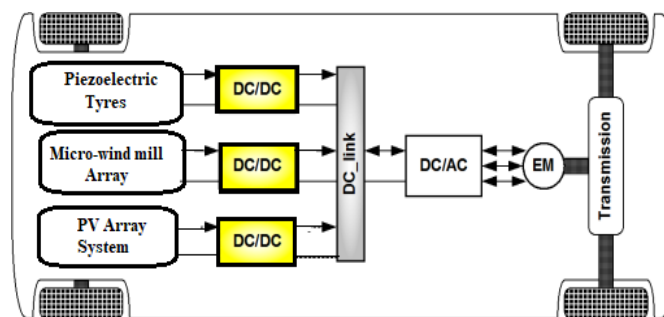 Piezoelectric
Tyres
DC/DC
Micro-wind mill
Array
DC/DC
PV Array
System
DC/DC
DC_link
DC/AC
EM
Transmission